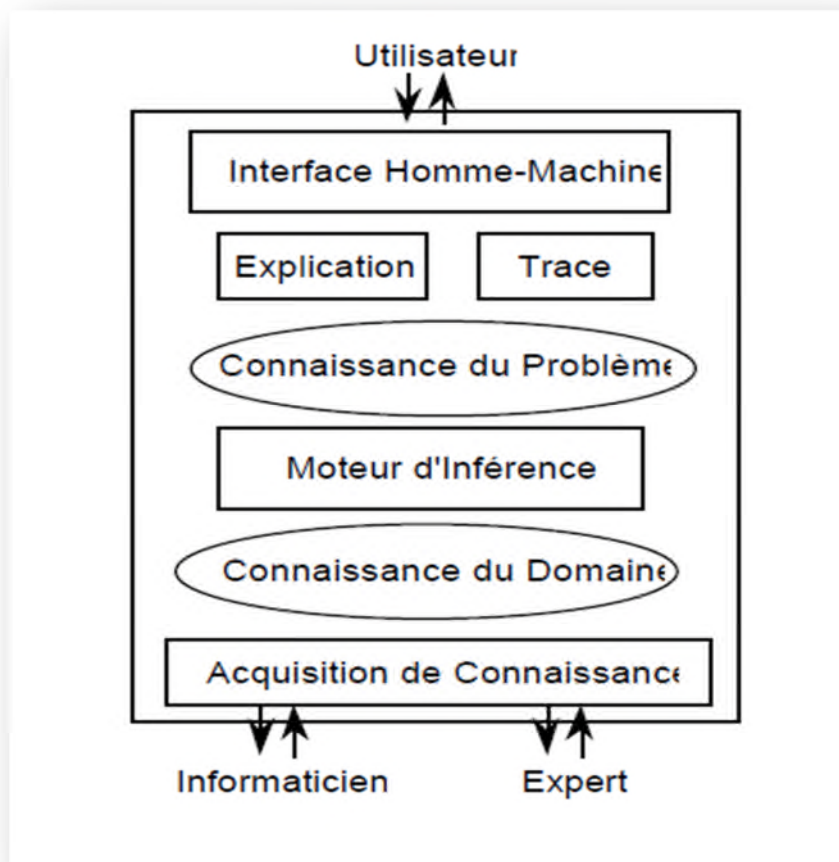 Utilisateur
Interface Homme-Machine
Explication Trace
Connaissance du Problème
Moteur d'Inférence
Connaissance du Domaine
Acquisition de Connaissance
Informaticien Expert